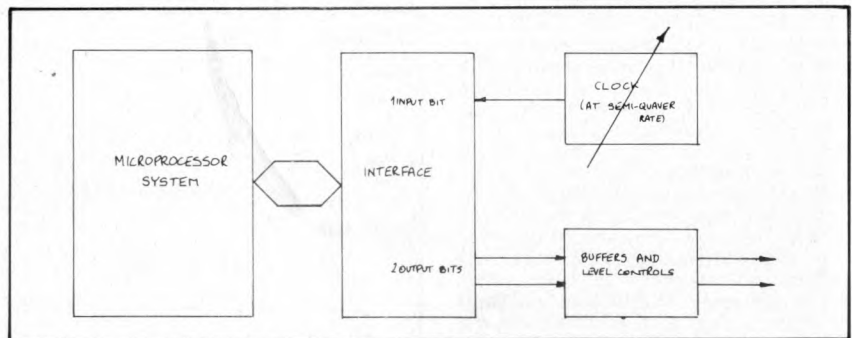 MICROPROCESSOR
SYSTEM
INTERFACE
1 INPUT BIT
2 OUTPUT BITS
CLOCK
(AT SEMI-QUAVER
RATE)
BUFFERS AND
LEVEL CONTROLS